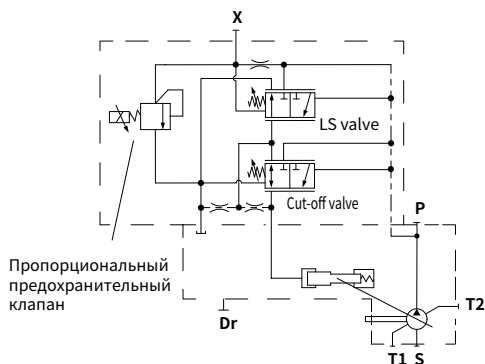 X
LS valve
Cut-off valve
P
Пропорциональный
предохранительный
клапан
T2
Dr
T1 S